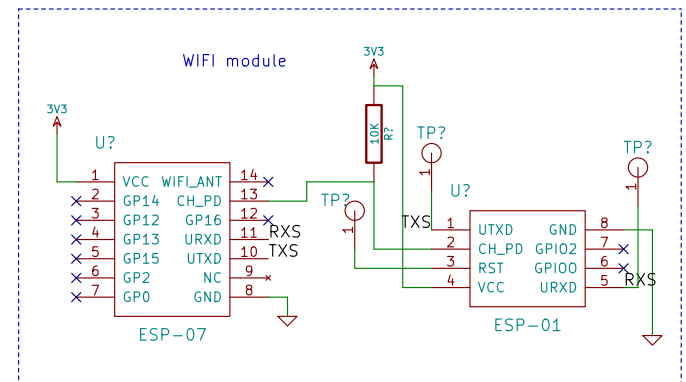 WIFI module
3V3
3V3
10K
R?
TP?
TP?
TP?
1
1
1
U?
1 VCC WIFI_ANT 14
2 GP14 CH_PD 13
3 GP12 GP16 12
4 GP13 URXD 11 RXS
5 GP15 UTXD 10 TXS
6 GP2 NC 9
7 GP0 GND 8
ESP-07
U?
TXS 1 UTXD GND 8
2 CH_PD GPIO2 7
3 RST GPIO0 6
4 VCC URXD 5 RXS
ESP-01